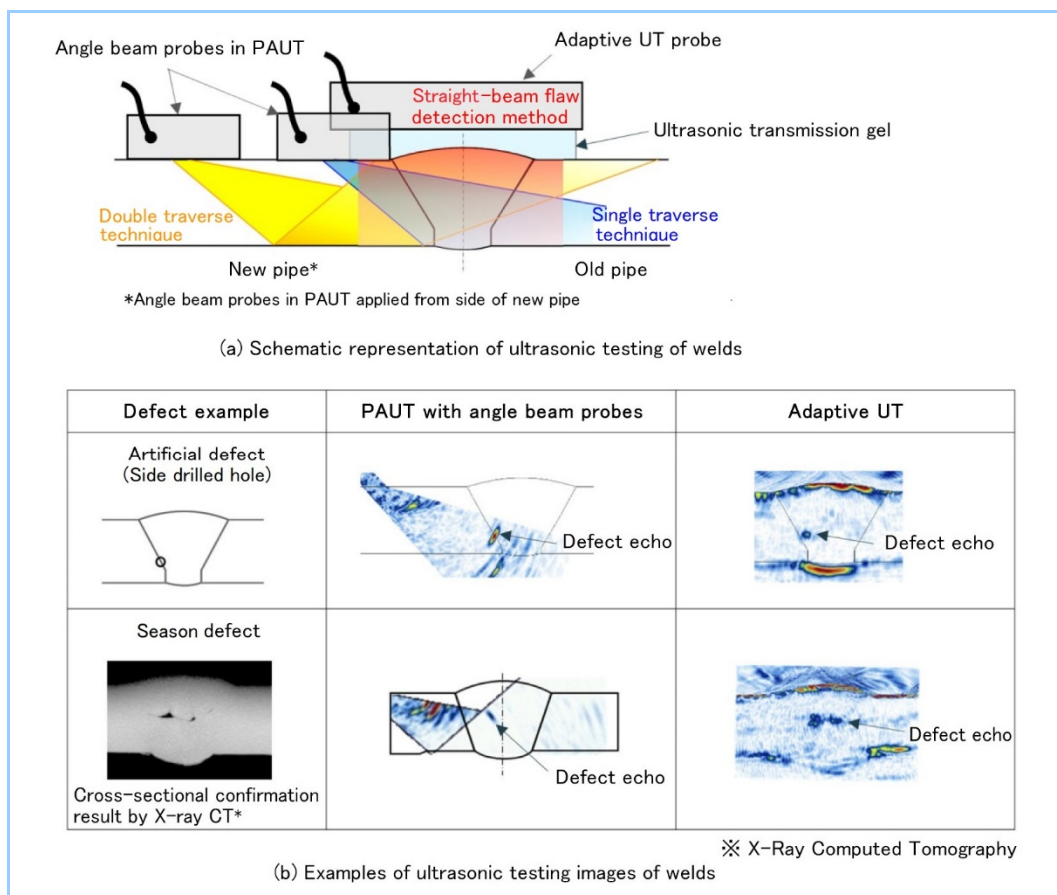 Angle beam probes in PAUT
Adaptive UT probe
Straight-beam flaw
detection method
Ultrasonic transmission gel
Double traverse
technique
Single traverse
technique
New pipe*
Old pipe
*Angle beam probes in PAUT applied from side of new pipe
(a) Schematic representation of ultrasonic testing of welds
Defect example
PAUT with angle beam probes
Adaptive UT
Artificial defect
(Side drilled hole)
Defect echo
Defect echo
Season defect
Cross-sectional confirmation
result by X-ray CT*
Defect echo
Defect echo
※ X-Ray Computed Tomography
(b) Examples of ultrasonic testing images of welds